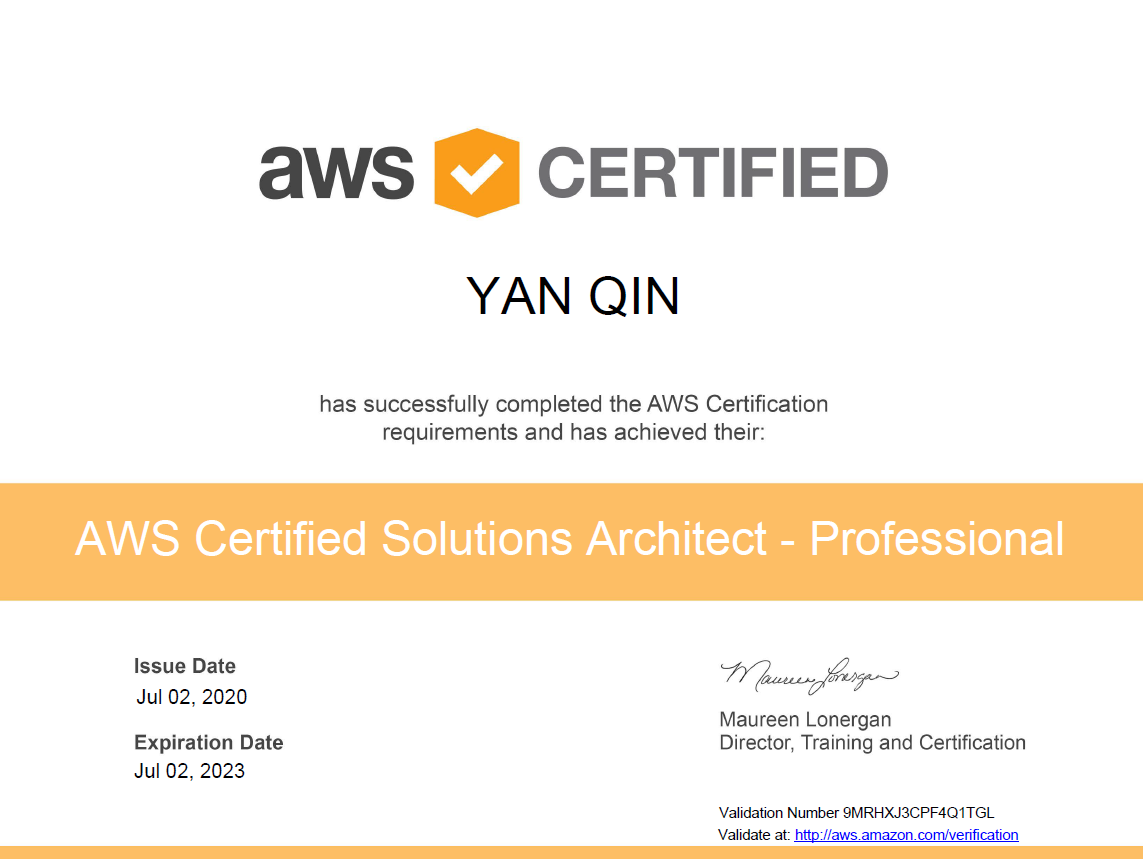 aws CERTIFIED
YAN QIN
has successfully completed the AWS Certification
requirements and has achieved their:
AWS Certified Solutions Architect - Professional
Issue Date
Jul 02, 2020
Expiration Date
Jul 02, 2023
Maureen Lonergan
Maureen Lonergan
Director, Training and Certification
Validation Number 9MRHXJ3CPF4Q1TGL
Validate at: http://aws.amazon.com/verification